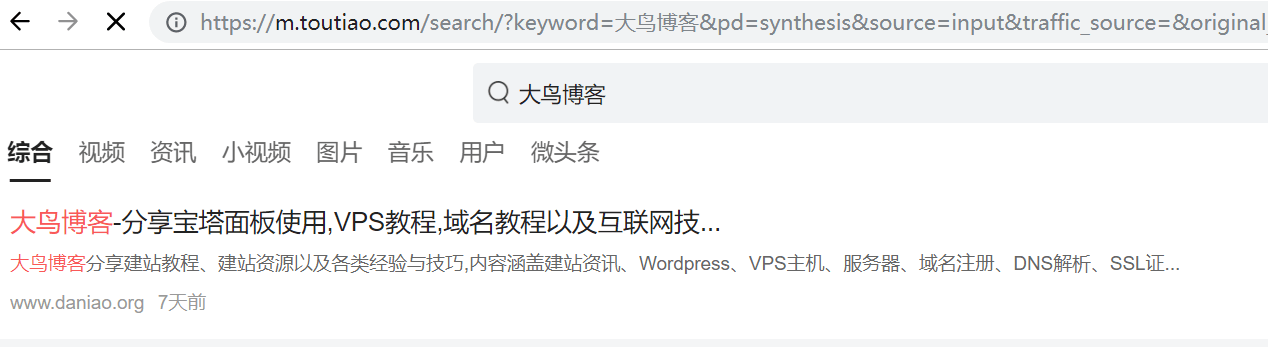 https://m.toutiao.com/search/?keyword=大鸟博客&pd=synthesis&source=input&traffic_source=&original_
大鸟博客
综合 视频 资讯 小视频 图片 音乐 用户 微头条
大鸟博客-分享宝塔面板使用,VPS教程,域名教程以及互联网技...
大鸟博客分享建站教程、建站资源以及各类经验与技巧,内容涵盖建站资讯、Wordpress、VPS主机、服务器、域名注册、DNS解析、SSL证...
www.daniao.org 7天前